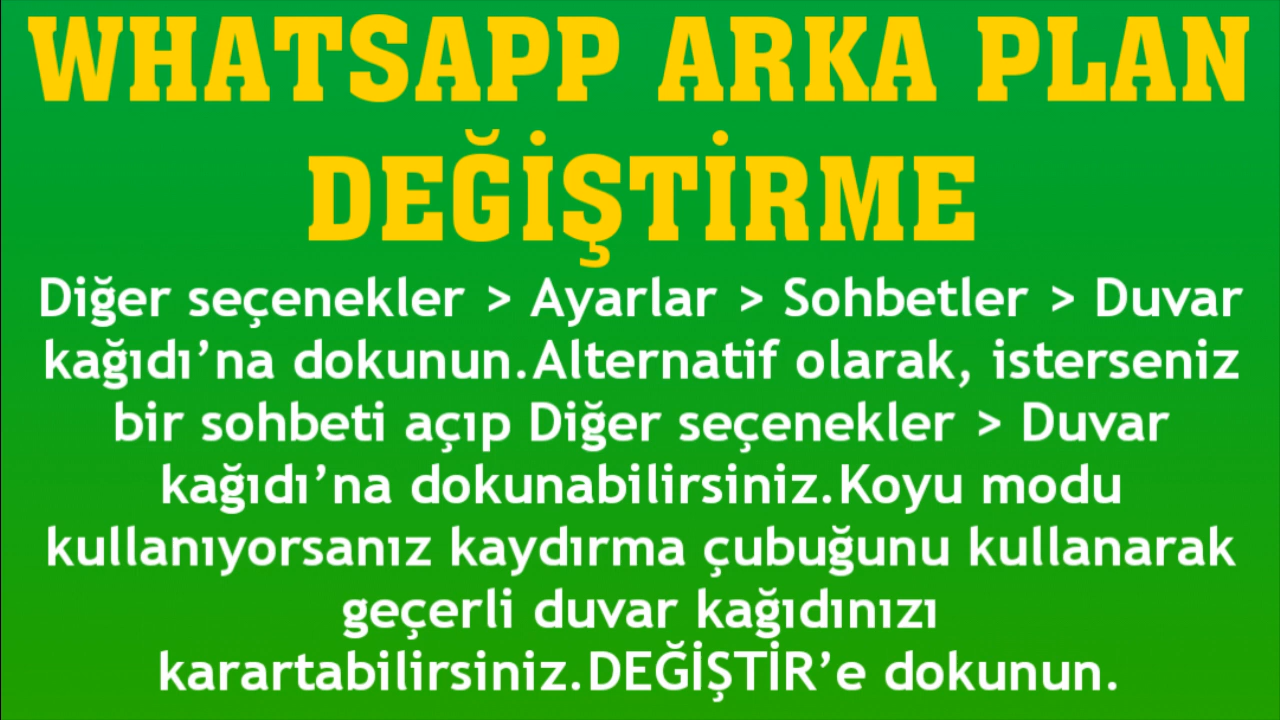 WHATSAPP ARKA PLAN
DEĞİŞTİRME
Diğer seçenekler > Ayarlar > Sohbetler > Duvar
kağıdı’na dokunun.Alternatif olarak, isterseniz
bir sohbeti açıp Diğer seçenekler > Duvar
kağıdı’na dokunabilirsiniz.Koyu modu
kullanıyorsanız kaydırma çubuğunu kullanarak
geçerli duvar kağıdınızı
karartabilirsiniz.DEĞİŞTİR’e dokunun.